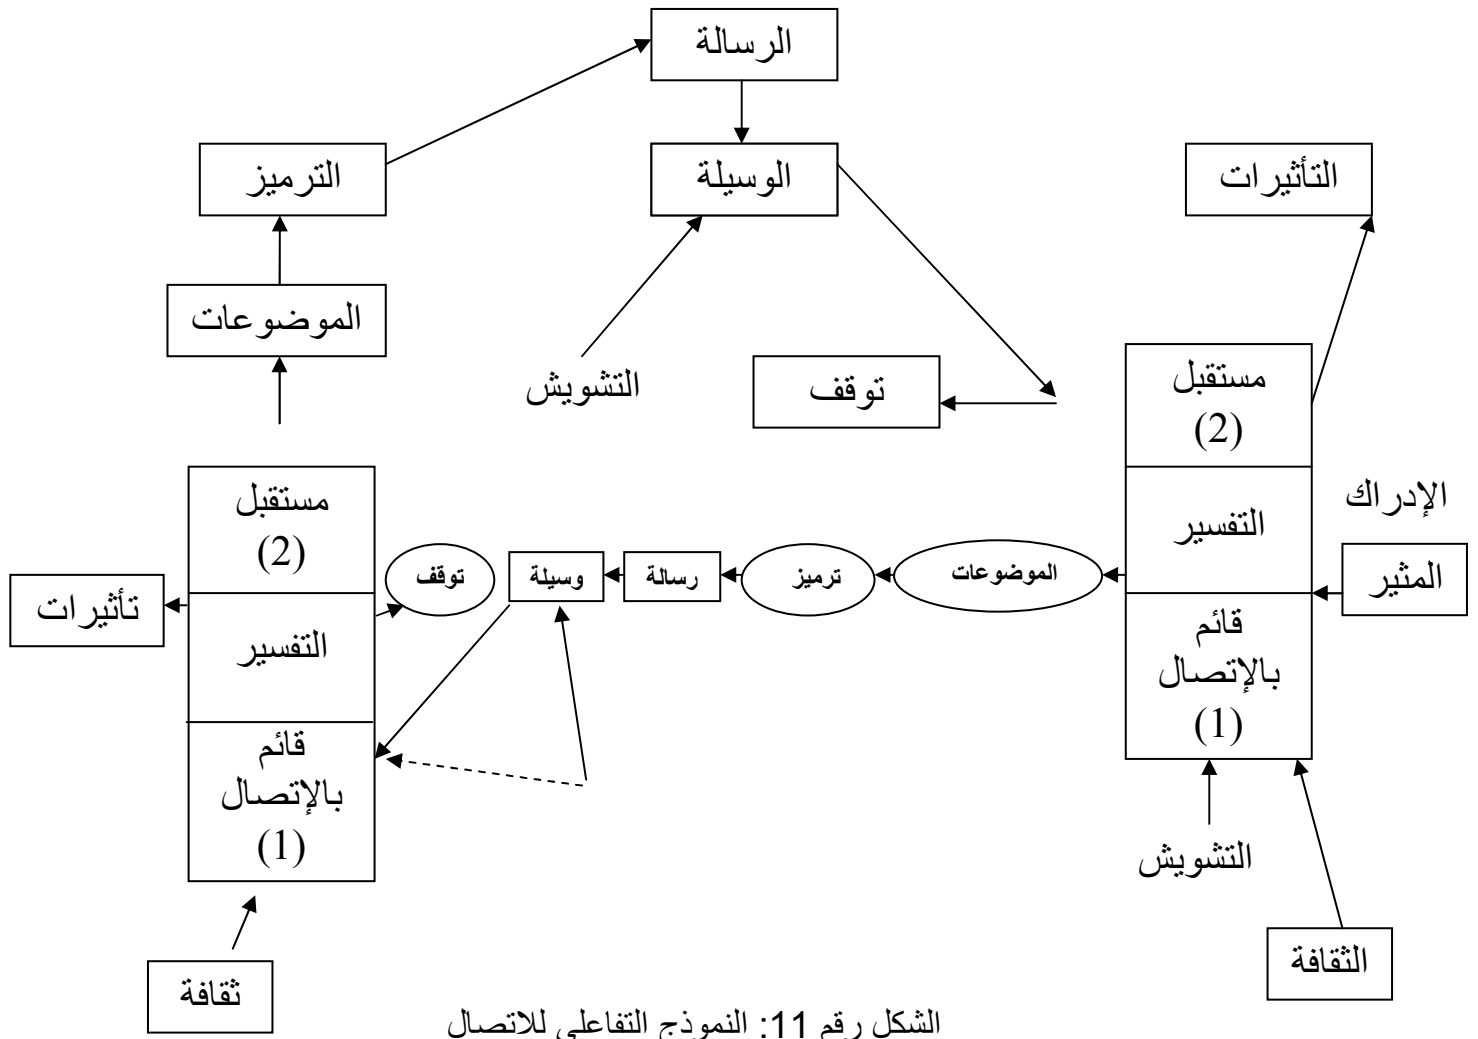 الرسالة
الترميز
الوسيلة
التأثيرات
الموضوعات
التشويش
توقف
مستقبل
(2)
التفسير
قائم
بالإتصال
(1)
الإدراك
المثير
الموضوعات
ترميز
رسالة
وسيلة
توقف
مستقبل
(2)
التفسير
قائم
بالإتصال
(1)
تأثيرات
التشويش
الثقافة
ثقافة
الشكل رقم 11: النموذج التفاعلي للاتصال